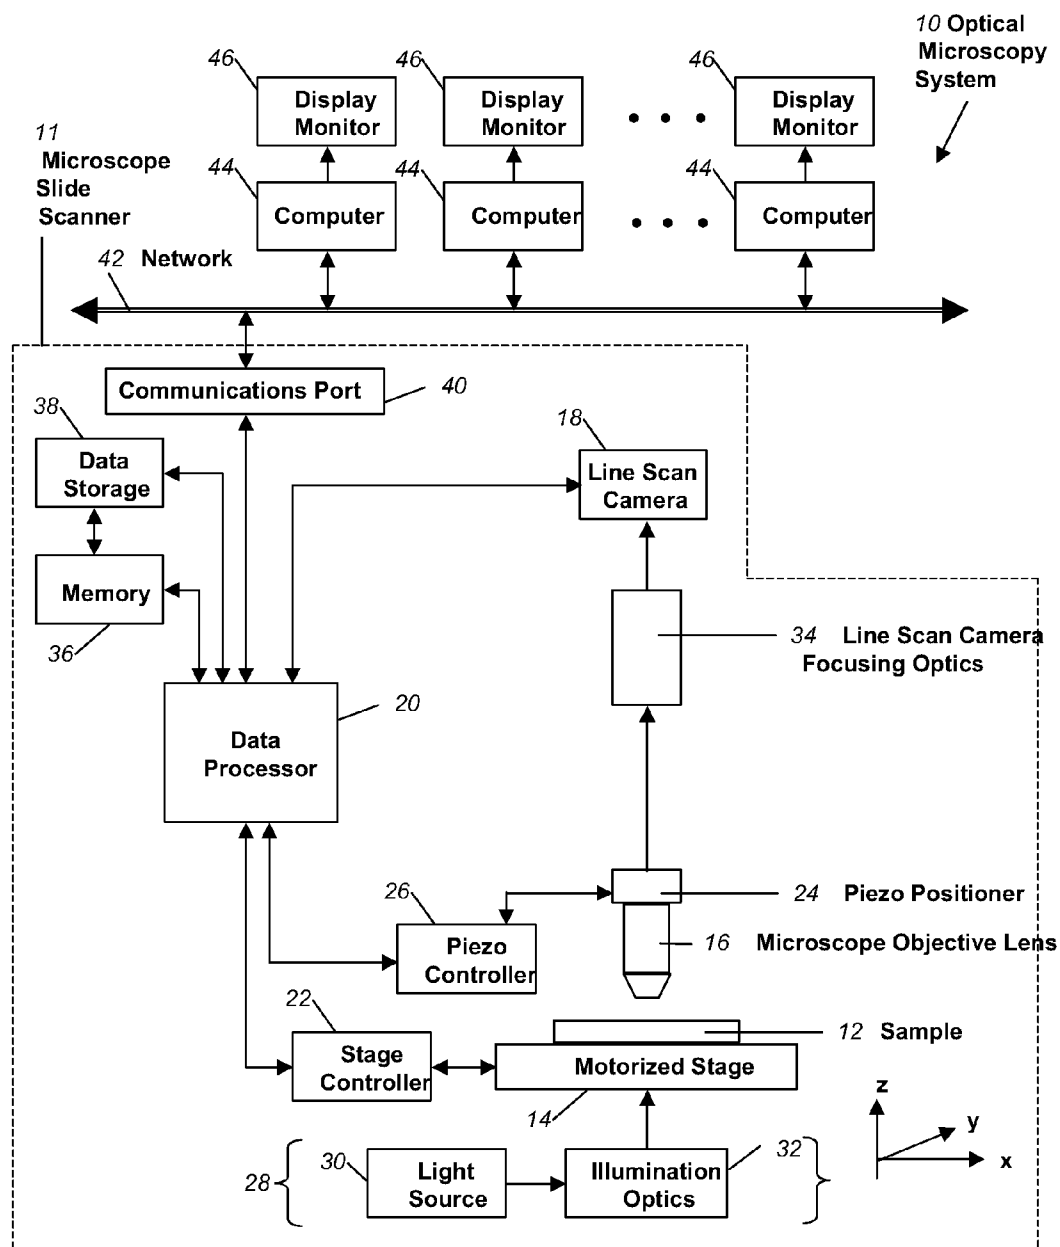 10 Optical
Microscopy
System
46
46
46
Display
Monitor
Display
Monitor
Display
Monitor
11
Microscope
Slide
Scanner
44
44
44
Computer
Computer
Computer
42 Network
Communications Port
40
38
Data
Storage
18
Line Scan
Camera
Memory
36
34 Line Scan Camera
Focusing Optics
20
Data
Processor
26
24 Piezo Positioner
Piezo
Controller
16 Microscope Objective Lens
22
12 Sample
Stage
Controller
Motorized Stage
14
z
y
x
28
30
Light
Source
Illumination
Optics
32